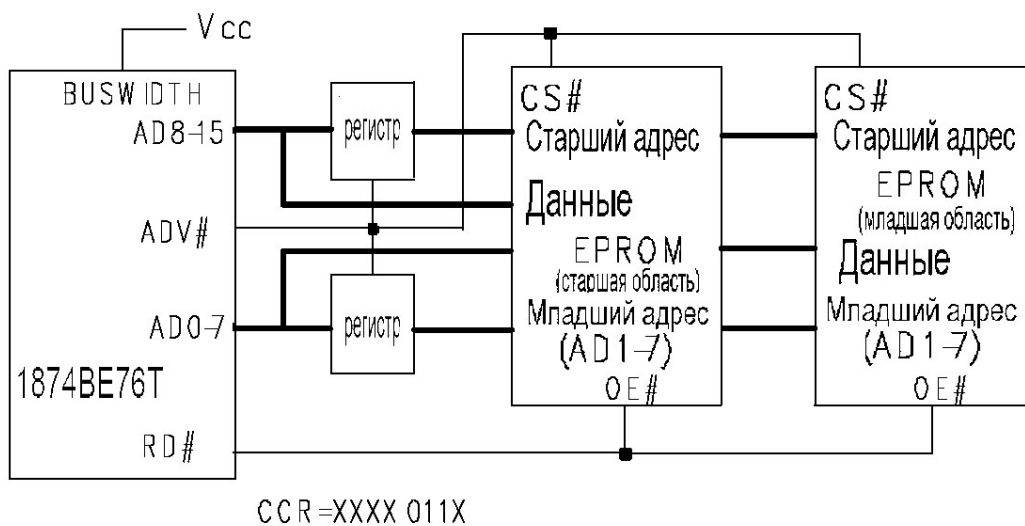 Vcc
BUSWIDTH
AD8-15
ADV#
AD0-7
1874ВЕ76Т
RD#
регистр
регистр
CS#
Старший адрес
Данные
EPROM
(старшая область)
Младший адрес
(AD1-7)
OE#
CS#
Старший адрес
EPROM
(младшая область)
Данные
Младший адрес
(AD1-7)
OE#
CCR=XXXX 011X